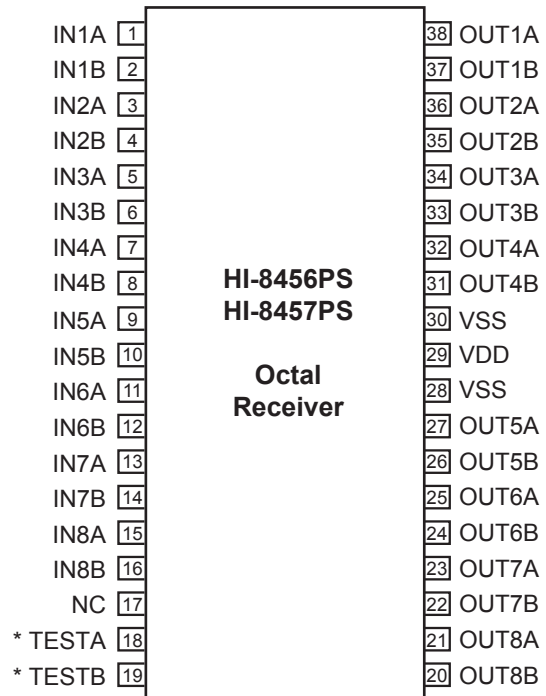 IN1A 1 38 OUT1A
IN1B 2 37 OUT1B
IN2A 3 36 OUT2A
IN2B 4 35 OUT2B
IN3A 5 34 OUT3A
IN3B 6 33 OUT3B
IN4A 7 32 OUT4A
IN4B 8 HI-8456PS 31 OUT4B
IN5A 9 HI-8457PS 30 VSS
IN5B 10 Octal 29 VDD
IN6A 11 Receiver 28 VSS
IN6B 12 27 OUT5A
IN7A 13 26 OUT5B
IN7B 14 25 OUT6A
IN8A 15 24 OUT6B
IN8B 16 23 OUT7A
NC 17 22 OUT7B
* TESTA 18 21 OUT8A
* TESTB 19 20 OUT8B